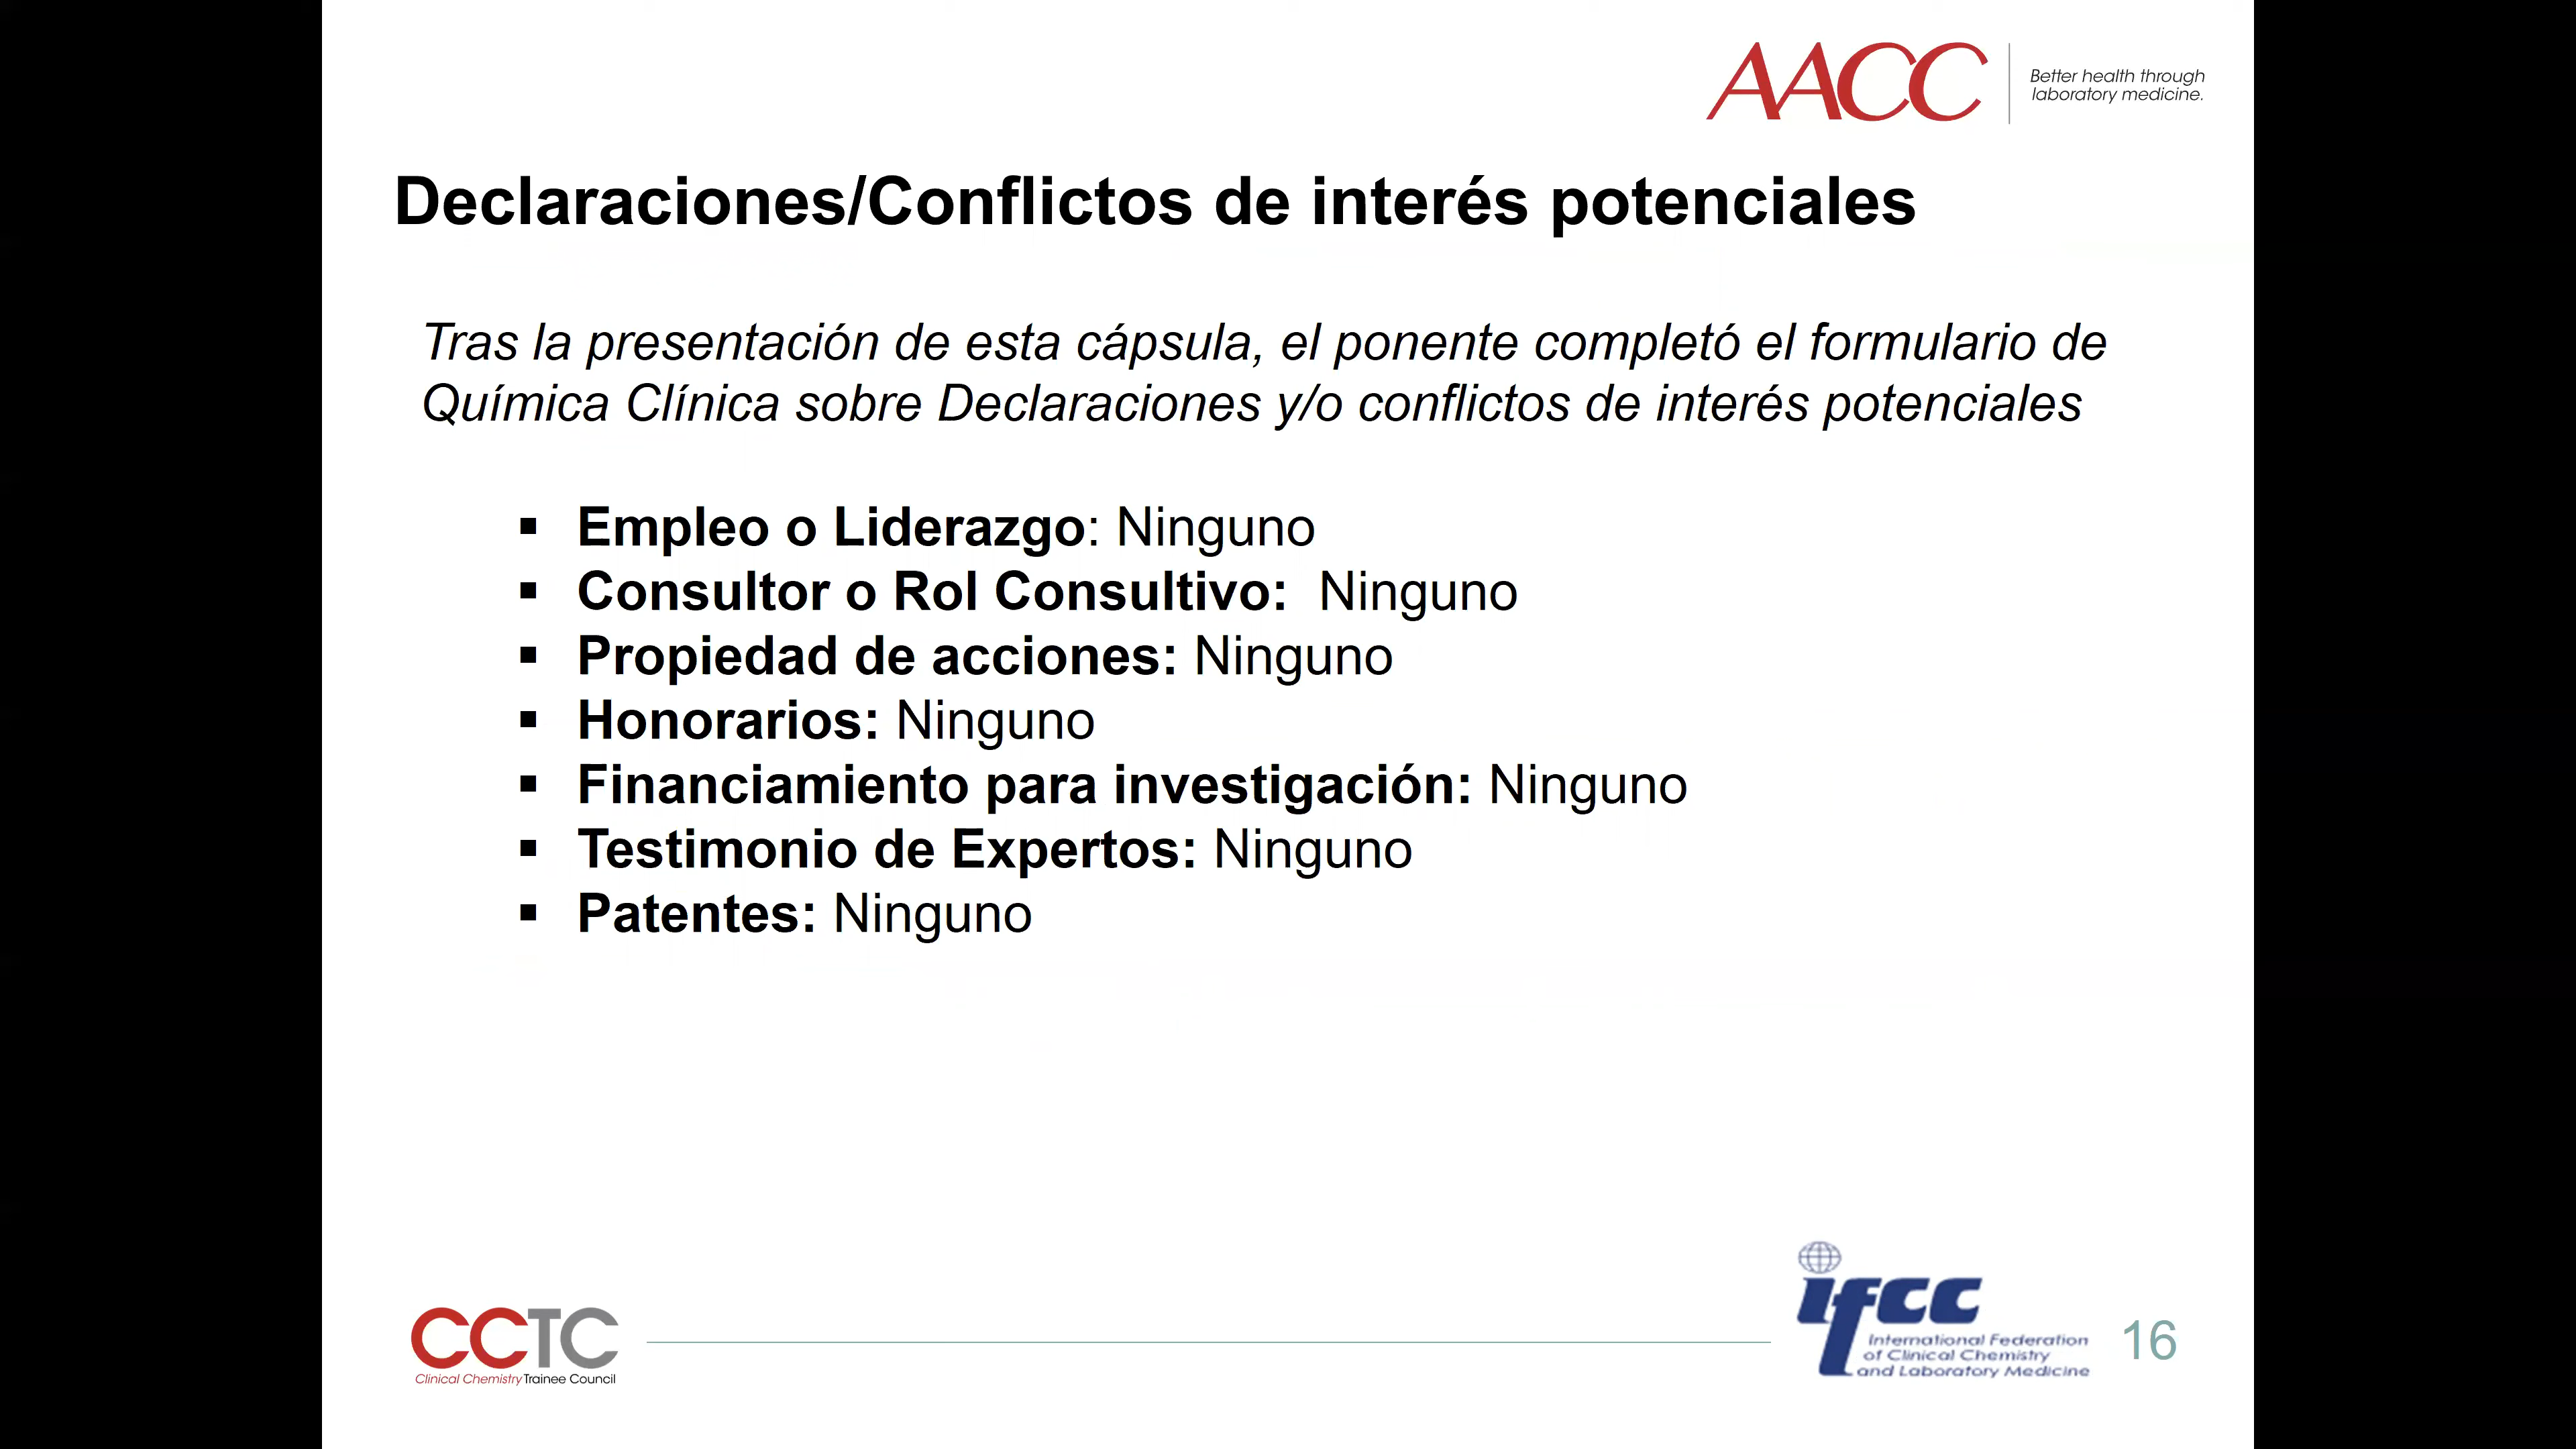 AACC
Better health through
laboratory medicine.
Declaraciones/Conflictos de interés potenciales
Tras la presentación de esta cápsula, el ponente completó el formulario de
Química Clínica sobre Declaraciones y/o conflictos de interés potenciales
▪ Empleo o Liderazgo: Ninguno
▪ Consultor o Rol Consultivo: Ninguno
▪ Propiedad de acciones: Ninguno
▪ Honorarios: Ninguno
▪ Financiamiento para investigación: Ninguno
▪ Testimonio de Expertos: Ninguno
▪ Patentes: Ninguno
CCTC
Clinical Chemistry Trainee Council
ifcc
International Federation
of Clinical Chemistry
and Laboratory Medicine
16